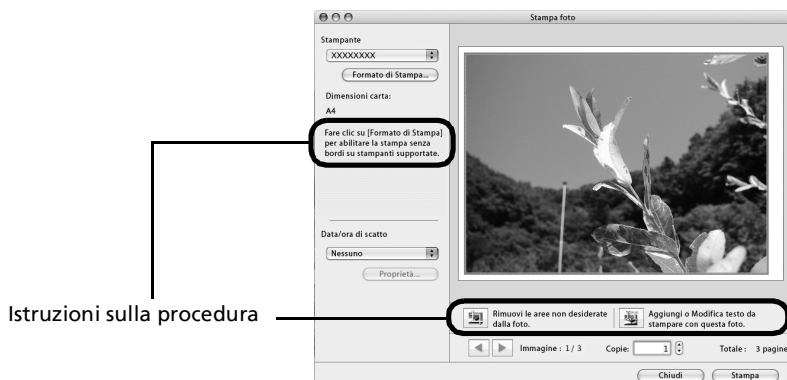 Stampa foto
Stampante
XXXXXXXX
Formato di Stampa...
Dimensioni carta:
A4
Fare clic su [Formato di Stampa]
per abilitare la stampa senza
bordi su stampanti supportate.
Data/ora di scatto
Nessuno
Proprietà...
Istruzioni sulla procedura
Rimuovi le aree non desiderate
dalla foto.
Aggiungi o Modifica testo da
stampare con questa foto.
Immagine : 1 / 3 Copie: 1 Totale : 3 pagine
Chiudi Stampa